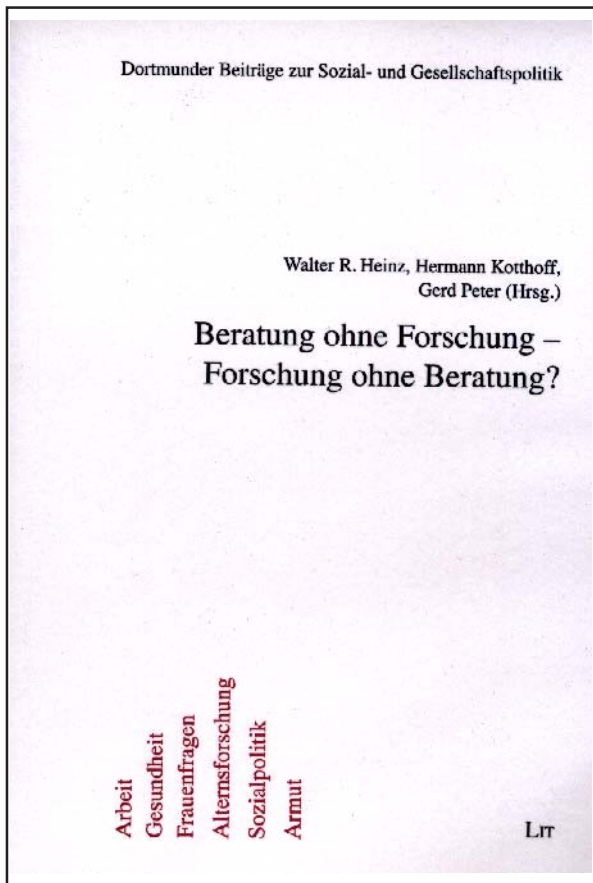 Dortmunder Beiträge zur Sozial- und Gesellschaftspolitik
Walter R. Heinz, Hermann Kotthoff,
Gerd Peter (Hrsg.)
Beratung ohne Forschung –
Forschung ohne Beratung?
Arbeit
Gesundheit
Frauenfragen
Alternsforschung
Sozialpolitik
Armut
LIT